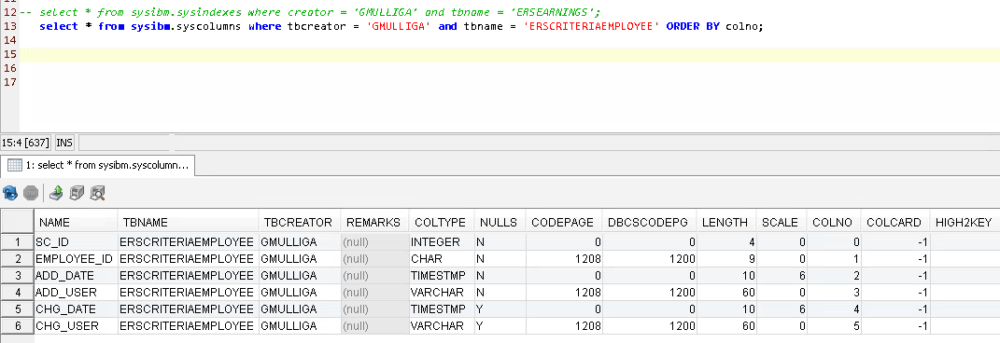 12 -- select * from sysibm.sysindexes where creator = 'GMULLIGA' and tbname = 'ERSEARNINGS';
13 select * from sysibm.syscolumns where tbcreator = 'GMULLIGA' and tbname = 'ERSCRITERIAEMPLOYEE' ORDER BY colno;
14
15
16
17
15:4 [637] INS
1: select * from sysibm.syscolumn...
NAME TBNAME TBCREATOR REMARKS COLTYPE NULLS CODEPAGE DBCSCODEPG LENGTH SCALE COLNO COLCARD HIGH2KEY
1 SC_ID ERSCRITERIAEMPLOYEE GMULLIGA (null) INTEGER N 0 0 4 0 0 -1
2 EMPLOYEE_ID ERSCRITERIAEMPLOYEE GMULLIGA (null) CHAR N 1208 1200 9 0 1 -1
3 ADD_DATE ERSCRITERIAEMPLOYEE GMULLIGA (null) TIMESTMP N 0 0 10 6 2 -1
4 ADD_USER ERSCRITERIAEMPLOYEE GMULLIGA (null) VARCHAR N 1208 1200 60 0 3 -1
5 CHG_DATE ERSCRITERIAEMPLOYEE GMULLIGA (null) TIMESTMP Y 0 0 10 6 4 -1
6 CHG_USER ERSCRITERIAEMPLOYEE GMULLIGA (null) VARCHAR Y 1208 1200 60 0 5 -1